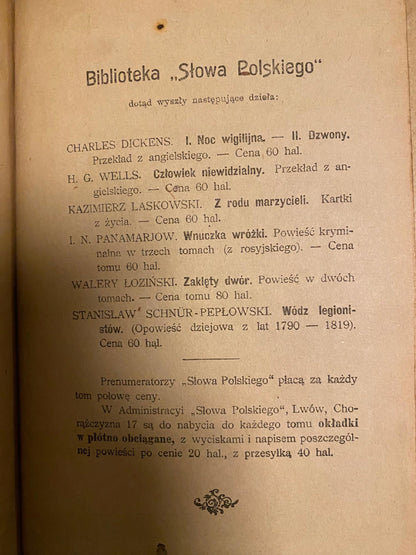 Biblioteka „Słowa Polskiego“
dotąd wyszły następujące dzieła:
CHARLES DICKENS. I. Noc wigilijna. — II. Dzwony.
Przekład z angielskiego. — Cena 60 hal.
H. G. WELLS. Człowiek niewidzialny. Przekład z an-
gielskiego. — Cena 60 hal.
KAZIMIERZ LASKOWSKI. Z rodu marzycieli. Kartki
z życia. — Cena 60 hal.
I. N. PANAMARJOW. Wnuczka wróżki. Powieść krymi-
nalna w trzech tomach (z rosyjskiego). — Cena
tomu 60 hal.
WALERY ŁOZIŃSKI. Zaklęty dwór. Powieść w dwóch
tomach. — Cena tomu 80 hal.
STANISŁAW SCHNÜR-PEPŁOWSKI. Wódz legioni-
stów. (Opowieść dziejowa z lat 1790 — 1819).
Cena 60 hal.
Prenumeratorzy „Słowa Polskiego“ płacą za każdy
tom połowę ceny.
W Administracyi „Słowa Polskiego“, Lwów, Cho-
rążczyzna 17 są do nabycia do każdego tomu okładki
w płótno obciągane, z wyciskami i napisem poszczegól-
nej powieści po cenie 20 hal., z przesyłką 40 hal.